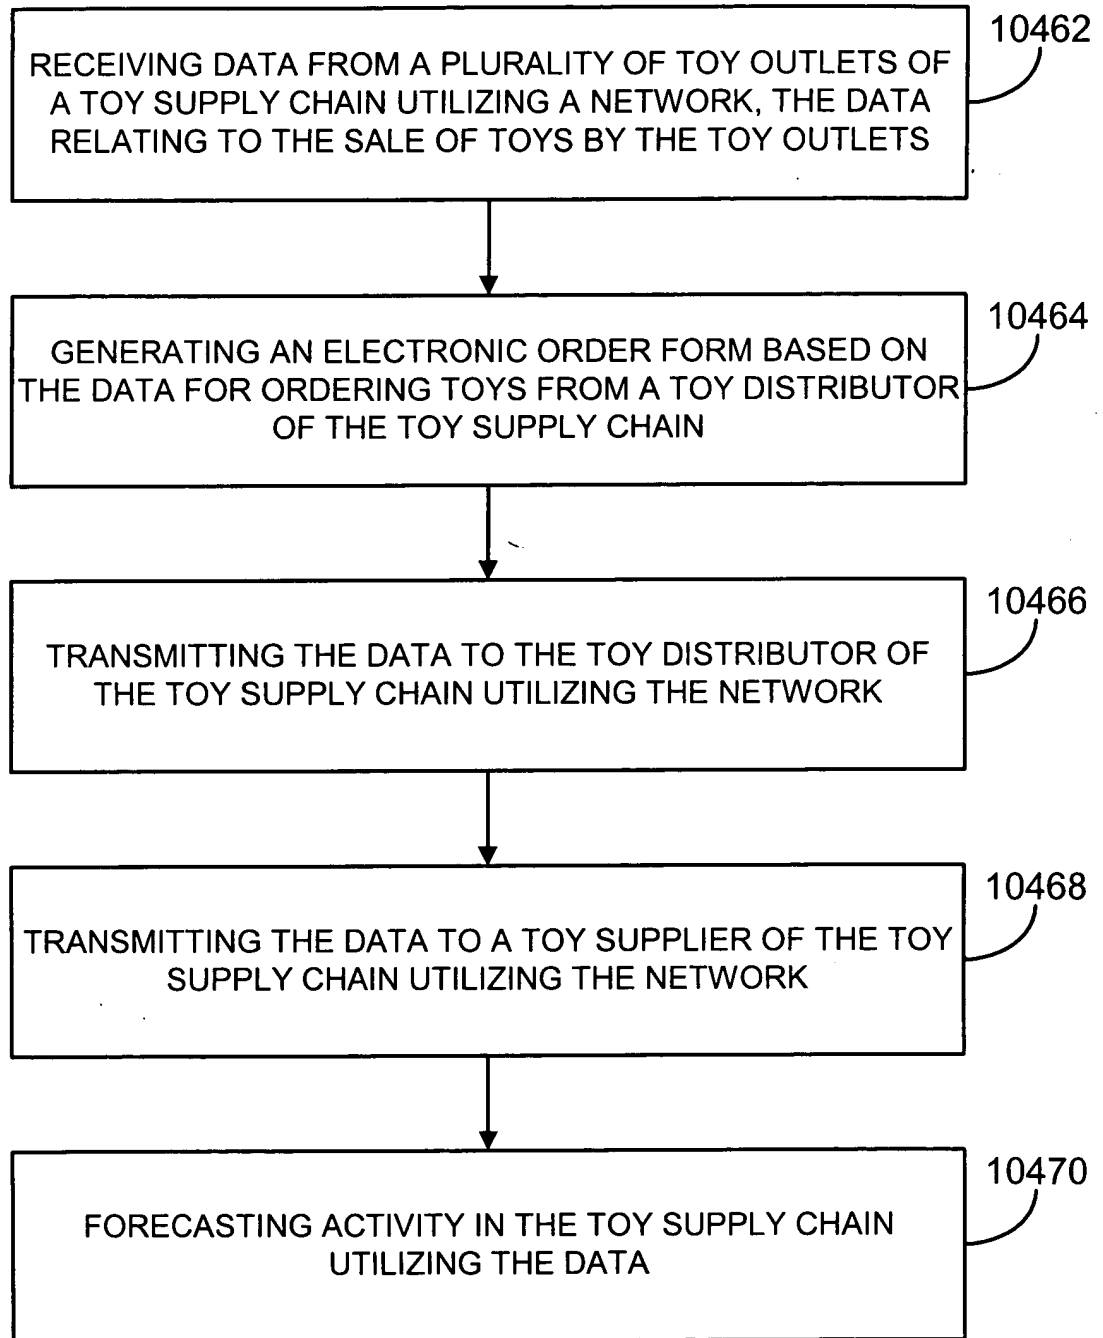 10462
RECEIVING DATA FROM A PLURALITY OF TOY OUTLETS OF
A TOY SUPPLY CHAIN UTILIZING A NETWORK, THE DATA
RELATING TO THE SALE OF TOYS BY THE TOY OUTLETS
10464
GENERATING AN ELECTRONIC ORDER FORM BASED ON
THE DATA FOR ORDERING TOYS FROM A TOY DISTRIBUTOR
OF THE TOY SUPPLY CHAIN
10466
TRANSMITTING THE DATA TO THE TOY DISTRIBUTOR OF
THE TOY SUPPLY CHAIN UTILIZING THE NETWORK
10468
TRANSMITTING THE DATA TO A TOY SUPPLIER OF THE TOY
SUPPLY CHAIN UTILIZING THE NETWORK
10470
FORECASTING ACTIVITY IN THE TOY SUPPLY CHAIN
UTILIZING THE DATA